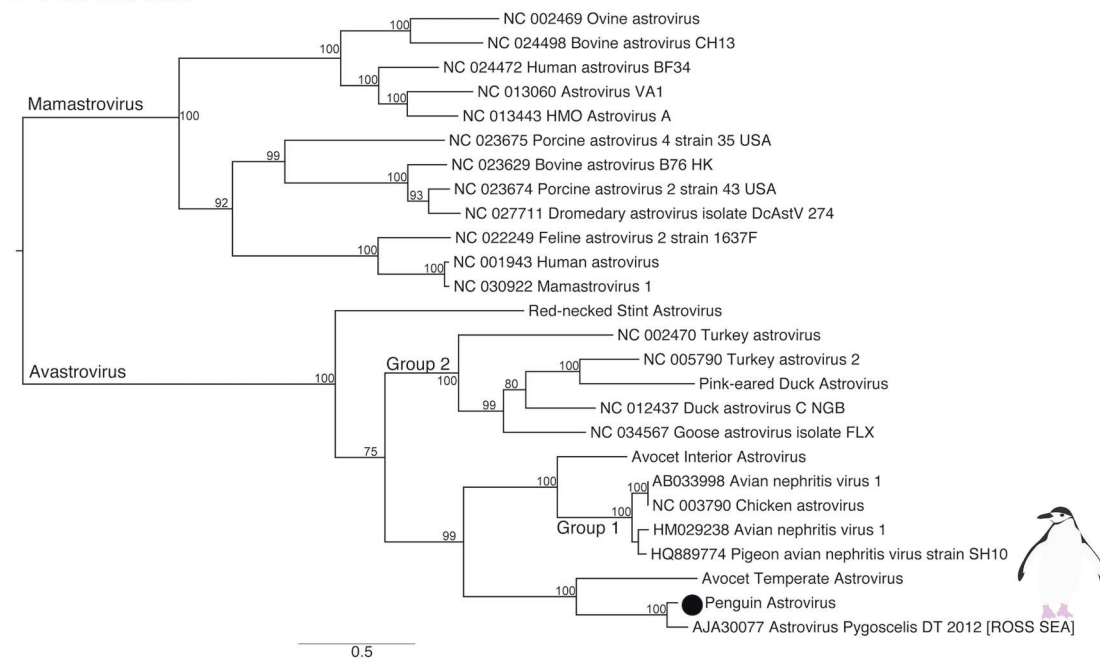 NC 002469 Ovine astrovirus
100
NC 024498 Bovine astrovirus CH13
100
NC 024472 Human astrovirus BF34
100
NC 013060 Astrovirus VA1
100
NC 013443 HMO Astrovirus A
Mamastrovirus
100
NC 023675 Porcine astrovirus 4 strain 35 USA
99
NC 023629 Bovine astrovirus B76 HK
100
NC 023674 Porcine astrovirus 2 strain 43 USA
93
NC 027711 Dromedary astrovirus isolate DcAstV 274
92
NC 022249 Feline astrovirus 2 strain 1637F
100
NC 001943 Human astrovirus
100
NC 030922 Mamastrovirus 1
Red-necked Stint Astrovirus
Avastrovirus
100
NC 002470 Turkey astrovirus
Group 2
100
NC 005790 Turkey astrovirus 2
100
Pink-eared Duck Astrovirus
80
NC 012437 Duck astrovirus C NGB
99
NC 034567 Goose astrovirus isolate FLX
75
Avocet Interior Astrovirus
100
AB033998 Avian nephritis virus 1
100
NC 003790 Chicken astrovirus
100
Group 1
HM029238 Avian nephritis virus 1
HQ889774 Pigeon avian nephritis virus strain SH10
99
Avocet Temperate Astrovirus
100
Penguin Astrovirus
100
AJA30077 Astrovirus Pygoscelis DT 2012 [ROSS SEA]
0.5